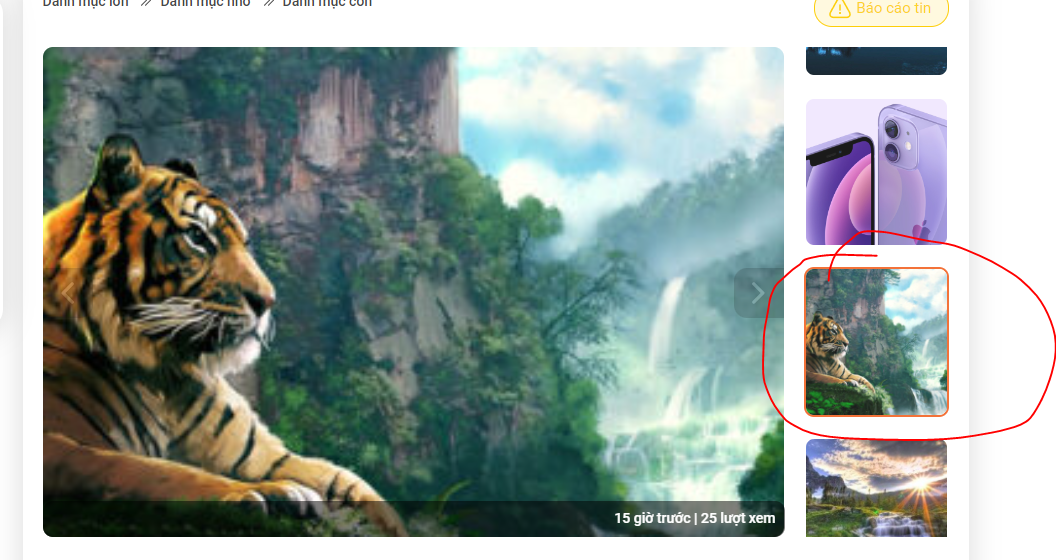 Danh mục lớn // Danh mục nhỏ // Danh mục con
Báo cáo tin
15 giờ trước | 25 lượt xem